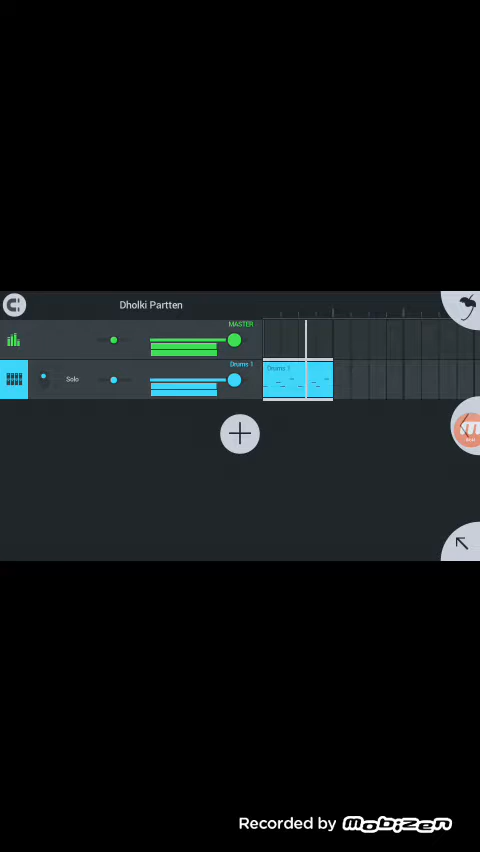 Dholki Partten
MASTER
Drums 1
Solo
Drums 1
Recorded by MOBIZEN